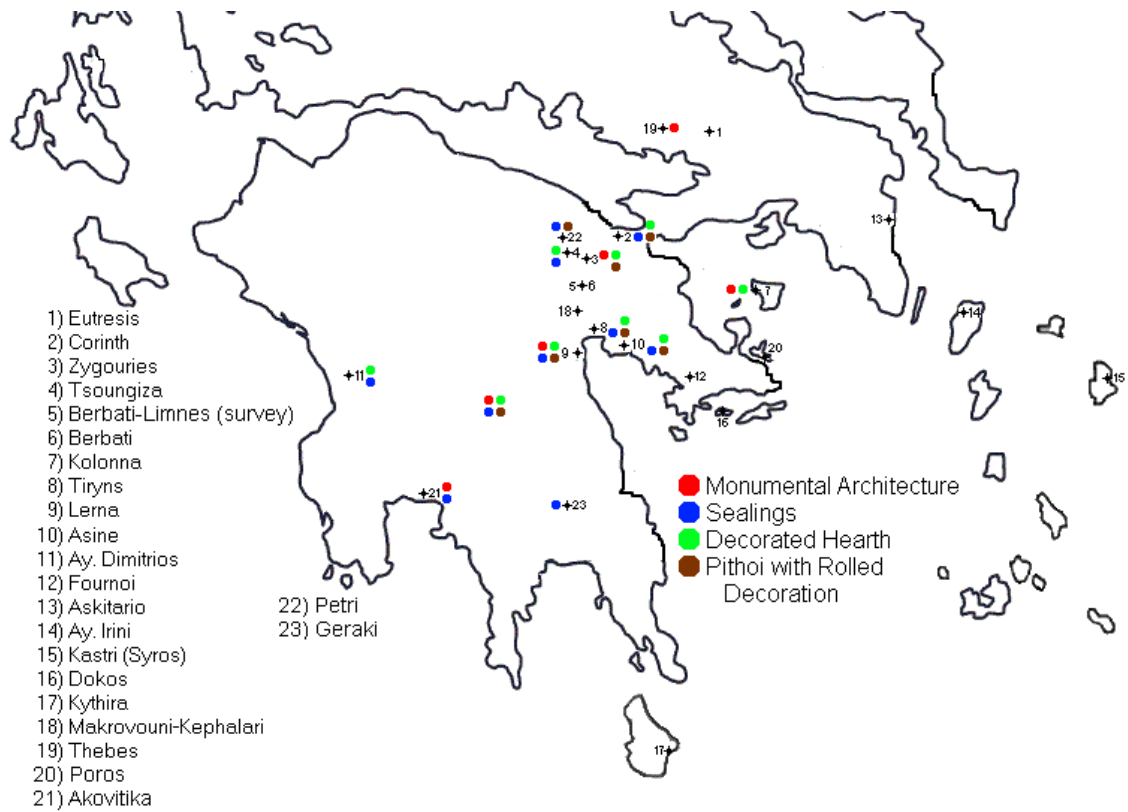 19
1
13
22
2
4
3
5
6
7
14
18
8
10
20
9
12
15
11
16
21
23
17
1) Eutresis
2) Corinth
3) Zygouries
4) Tsoungiza
5) Berbati-Limnes (survey)
6) Berbati
7) Kolonna
8) Tiryns
9) Lerna
10) Asine
11) Ay. Dimitrios
12) Fournoi
13) Askitario
14) Ay. Irini
15) Kastri (Syros)
16) Dokos
17) Kythira
18) Makrovouni-Kephalari
19) Thebes
20) Poros
21) Akovitika
22) Petri
23) Geraki
Monumental Architecture
Sealings
Decorated Hearth
Pithoi with Rolled
Decoration